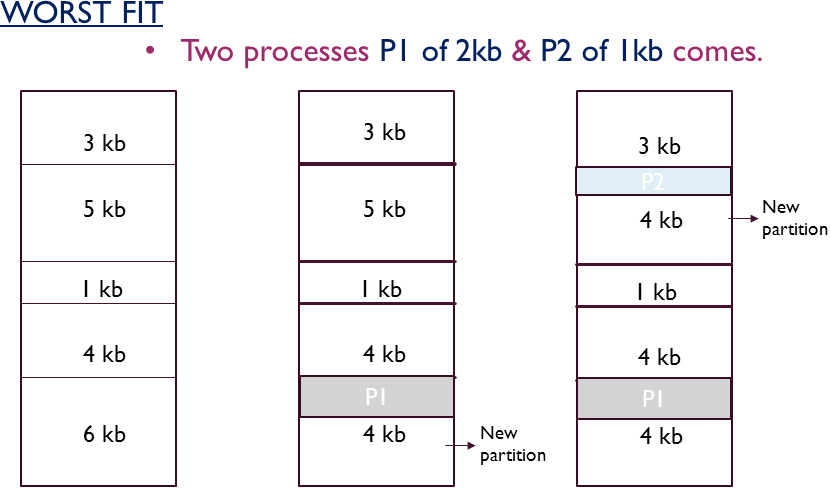 WORST FIT
• Two processes P1 of 2kb & P2 of 1kb comes.
3 kb
5 kb
1 kb
4 kb
6 kb
3 kb
5 kb
1 kb
4 kb
P1
4 kb
New
partition
3 kb
P2
4 kb
New
partition
1 kb
4 kb
P1
4 kb